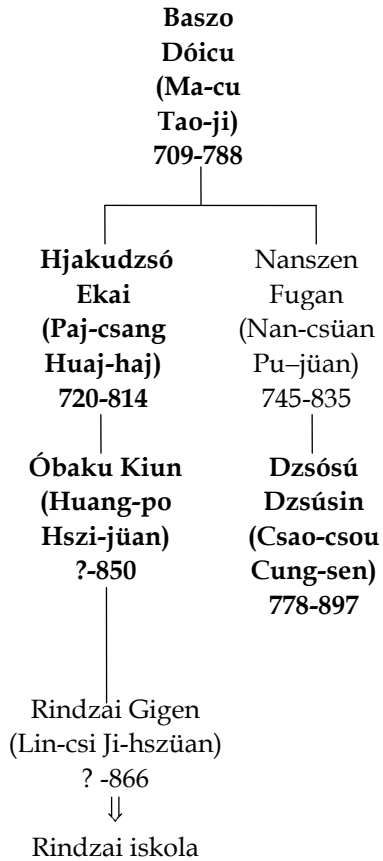 Baszo
Dóicu
(Ma-cu
Tao-ji)
709-788
Hjakudzsó
Ekai
(Paj-csang
Huaj-haj)
720-814
Nanszen
Fugan
(Nan-csüan
Pu–jüan)
745-835
Óbaku Kiun
(Huang-po
Hszi-jüan)
?-850
Dzsósú
Dzsúsin
(Csao-csou
Cung-sen)
778-897
Rindzai Gigen
(Lin-csi Ji-hszüan)
? -866
⇓
Rindzai iskola